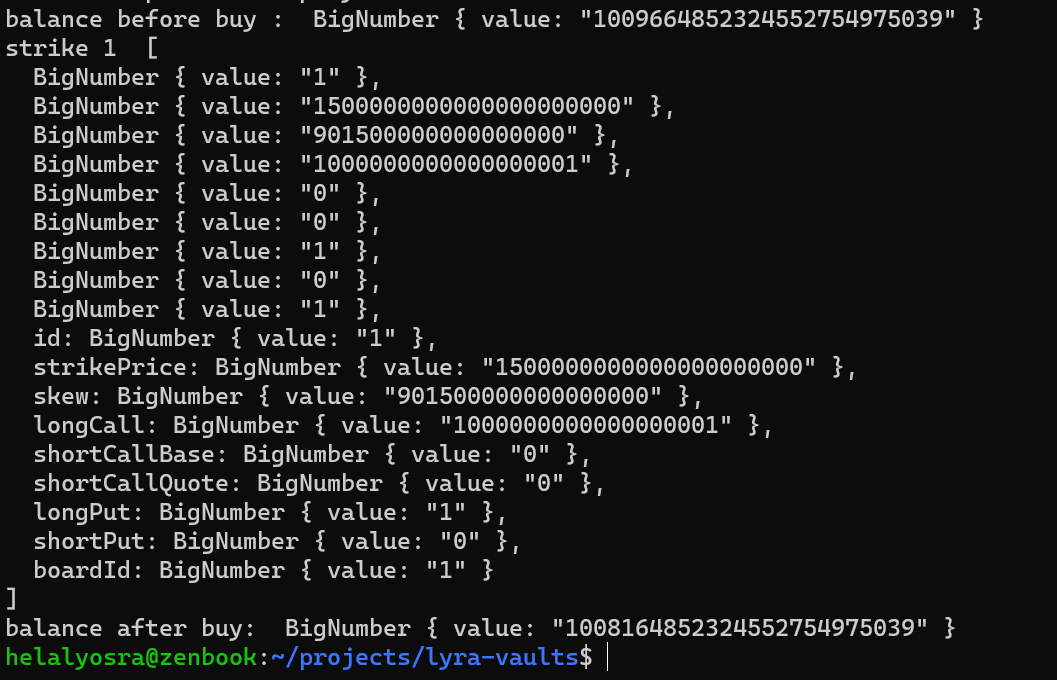 balance before buy :  BigNumber { value: "1009664852324552754975039" }
strike 1  [
  BigNumber { value: "1" },
  BigNumber { value: "1500000000000000000000" },
  BigNumber { value: "901500000000000000" },
  BigNumber { value: "1000000000000000001" },
  BigNumber { value: "0" },
  BigNumber { value: "0" },
  BigNumber { value: "1" },
  BigNumber { value: "0" },
  BigNumber { value: "1" },
  id: BigNumber { value: "1" },
  strikePrice: BigNumber { value: "1500000000000000000000" },
  skew: BigNumber { value: "901500000000000000" },
  longCall: BigNumber { value: "1000000000000000001" },
  shortCallBase: BigNumber { value: "0" },
  shortCallQuote: BigNumber { value: "0" },
  longPut: BigNumber { value: "1" },
  shortPut: BigNumber { value: "0" },
  boardId: BigNumber { value: "1" }
]
balance after buy:  BigNumber { value: "1008164852324552754975039" }
helalyosra@zenbook:~/projects/lyra-vaults$